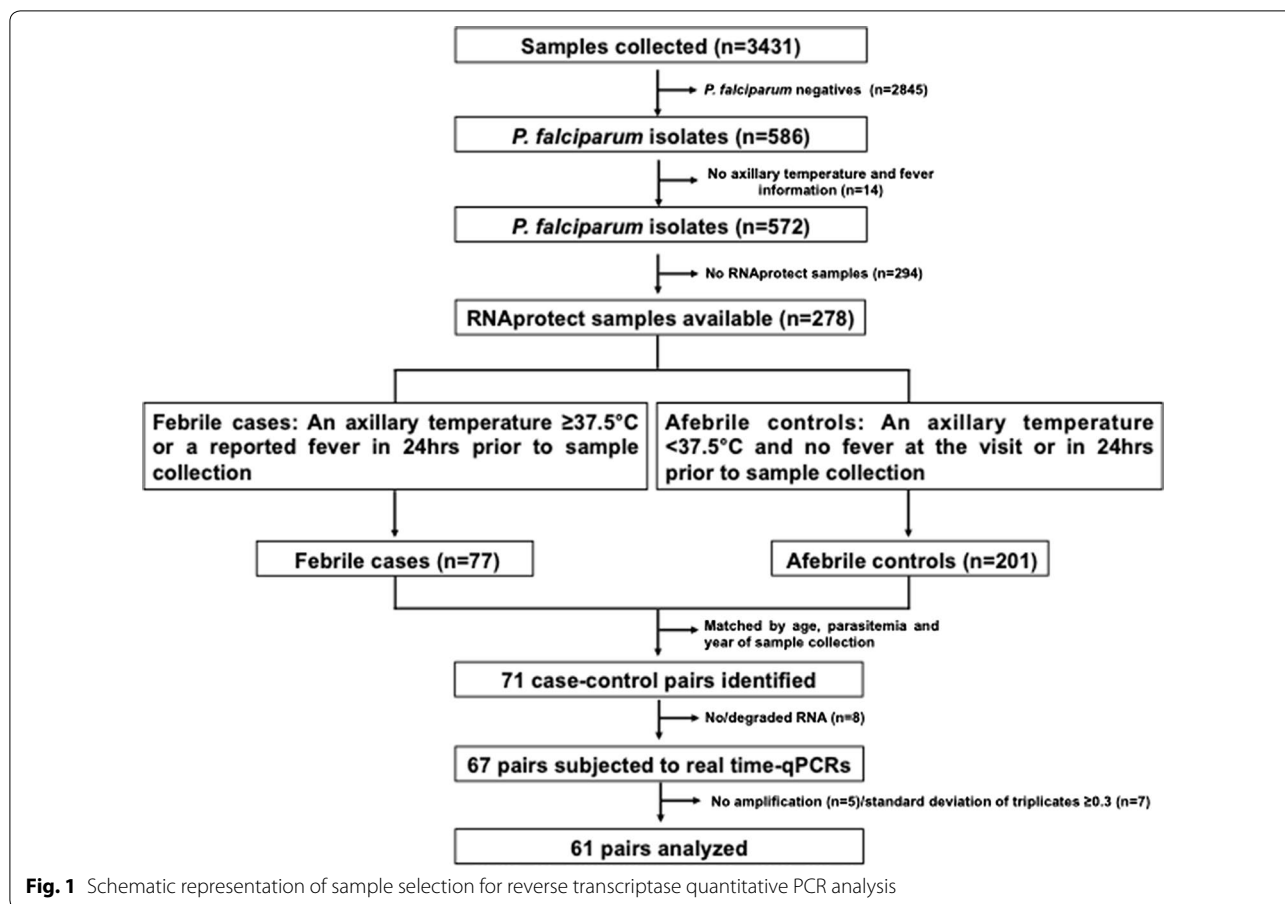 Samples collected (n=3431)
P. falciparum negatives (n=2845)
P. falciparum isolates (n=586)
No axillary temperature and fever
information (n=14)
P. falciparum isolates (n=572)
No RNAprotect samples (n=294)
RNAprotect samples available (n=278)
Febrile cases: An axillary temperature ≥37.5°C
or a reported fever in 24hrs prior to sample
collection
Afebrile controls: An axillary temperature
<37.5°C and no fever at the visit or in 24hrs
prior to sample collection
Febrile cases (n=77)
Afebrile controls (n=201)
Matched by age, parasitemia and
year of sample collection
71 case-control pairs identified
No/degraded RNA (n=8)
67 pairs subjected to real time-qPCRs
No amplification (n=5)/standard deviation of triplicates ≥0.3 (n=7)
61 pairs analyzed
Fig. 1 Schematic representation of sample selection for reverse transcriptase quantitative PCR analysis